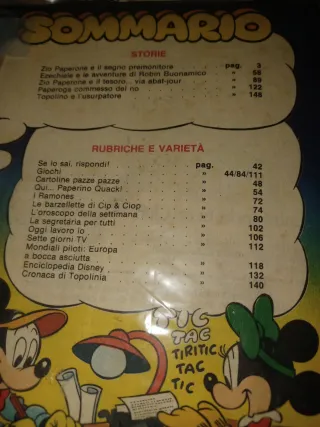 SOMMARIO
STORIE
Zio Paperone e il sogno premonitore . . . pag. 3
Ezechiele e le avventure di Robin Buonamico . » 58
Zio Paperone e il tesoro... via abat-jour . . » 89
Paperoga commesso del no . . . » 122
Topolino e l'usurpatore . . . » 148
RUBRICHE E VARIETÀ
Se lo sai, rispondi! . . . pag. 42
Giochi . . . » 44/84/111
Cartoline pazze pazze . . . » 48
Qui... Paperino Quack! . . . » 54
I Ramones . . . » 72
Le barzellette di Cip & Ciop . . . » 74
L'oroscopo della settimana . . . » 80
La segretaria per tutti . . . » 102
Oggi lavoro io . . . » 106
Sette giorni TV . . . » 112
Mondiali piloti: Europa
a bocca asciutta . . . » 118
Enciclopedia Disney . . . » 132
Cronaca di Topolinia . . . » 140
TIC
TAC
TIRITIC
TAC
TIC